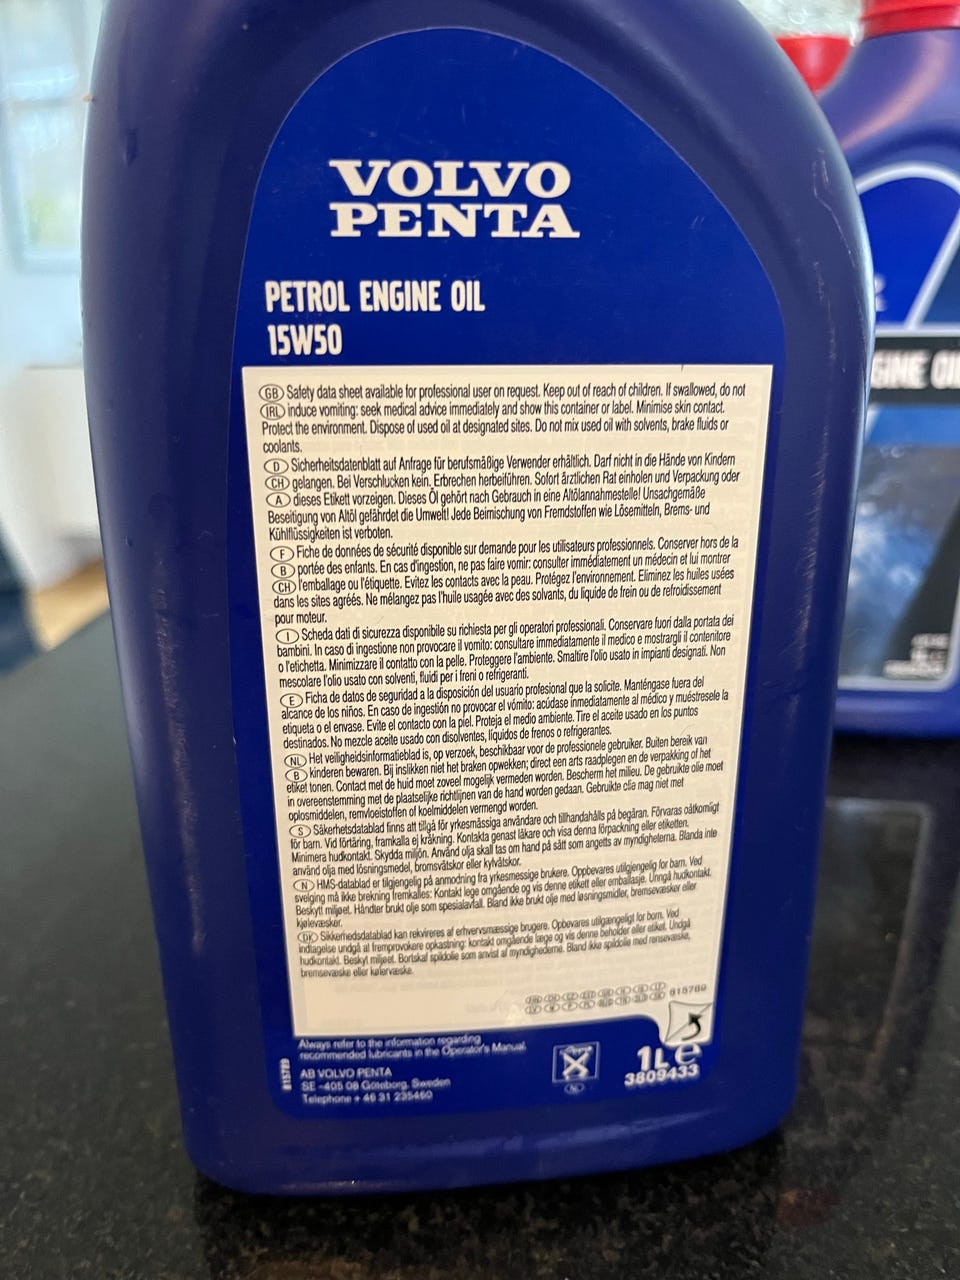 VOLVO
PENTA
PETROL ENGINE OIL
15W50
GB Safety data sheet available for professional user on request. Keep out of reach of children. If swallowed, do not
IRL induce vomiting: seek medical advice immediately and show this container or label. Minimise skin contact.
Protect the environment. Dispose of used oil at designated sites. Do not mix used oil with solvents, brake fluids or
coolants.
D Sicherheitsdatenblatt auf Anfrage für berufsmäßige Verwender erhältlich. Darf nicht in die Hände von Kindern
CH gelangen. Bei Verschlucken kein. Erbrechen herbeiführen. Sofort ärztlichen Rat einholen und Verpackung oder
A dieses Etikett vorzeigen. Dieses Öl gehört nach Gebrauch in eine Altölannahmestelle! Unsachgemäße
Beseitigung von Altöl gefährdet die Umwelt! Jede Beimischung von Fremdstoffen wie Lösemitteln, Brems- und
Kühlflüssigkeiten ist verboten.
F Fiche de données de sécurité disponible sur demande pour les utilisateurs professionnels. Conserver hors de la
B portée des enfants. En cas d'ingestion, ne pas faire vomir: consulter immédiatement un médecin et lui montrer
CH l'emballage ou l'étiquette. Evitez les contacts avec la peau. Protégez l'environnement. Eliminez les huiles usées
dans les sites agréés. Ne mélangez pas l'huile usagée avec des solvants, du liquide de frein ou de refroidissement
pour moteur.
I Scheda dati di sicurezza disponibile su richiesta per gli operatori professionali. Conservare fuori dalla portata dei
bambini. In caso di ingestione non provocare il vomito: consultare immediatamente il medico e mostrargli il contenitore
o l'etichetta. Minimizzare il contatto con la pelle. Proteggere l'ambiente. Smaltire l'olio usato in impianti designati. Non
mescolare l'olio usato con solventi, fluidi per i freni o refrigeranti.
E Ficha de datos de seguridad a la disposición del usuario profesional que la solicite. Manténgase fuera del
alcance de los niños. En caso de ingestión no provocar el vómito: acúdase inmediatamente al médico y muéstresele la
etiqueta o el envase. Evite el contacto con la piel. Proteja el medio ambiente. Tire el aceite usado en los puntos
destinados. No mezcle aceite usado con disolventes, líquidos de frenos o refrigerantes.
NL Het veiligheidsinformatieblad is, op verzoek, beschikbaar voor de professionele gebruiker. Buiten bereik van
B kinderen bewaren. Bij inslikken niet het braken opwekken; direct een arts raadplegen en de verpakking of het
etiket tonen. Contact met de huid moet zoveel mogelijk vermeden worden. Bescherm het milieu. De gebruikte olie moet
in overeenstemming met de plaatselijke richtlijnen van de hand worden gedaan. Gebruikte olie mag niet met
oplosmiddelen, remvloeistoffen of koelmiddelen vermengd worden.
S Säkerhetsdatablad finns att tillgå för yrkesmässiga användare och tillhandahålls på begäran. Förvaras oåtkomligt
för barn. Vid förtäring, framkalla ej kräkning. Kontakta genast läkare och visa denna förpackning eller etiketten.
Minimera hudkontakt. Skydda miljön. Använd olja skall tas om hand på sätt som angetts av myndigheterna. Blanda inte
använd olja med lösningsmedel, bromsvätskor eller kylvätskor.
N HMS-datablad er tilgjengelig på anmodning fra yrkesmessige brukere. Oppbevares utilgjengelig for barn. Ved
svelging må ikke brekning fremkalles: Kontakt lege omgående og vis denne etikett eller emballasje. Unngå hudkontakt.
Beskytt miljøet. Håndter brukt olje som spesialavfall. Bland ikke brukt olje med løsningsmidler, bremsevæsker eller
kjølevæsker.
DK Sikkerhedsdatablad kan rekvireres af erhvervsmæssige brugere. Opbevares utilgængeligt for born. Ved
indtagelse undgå at fremprovokere opkastning: kontakt omgående læge og vis denne beholder eller etiket. Undgå
hudkontakt. Beskyt miljøet. Bortskaf spildolie som anvist af myndighederne. Bland ikke spildolie med rensevæske,
bremsevæske eller kølervæske.
815789
Always refer to the information regarding
recommended lubricants in the Operator's Manual.
AB VOLVO PENTA
SE -405 08 Göteborg, Sweden
Telephone + 46 31 235460
815789
NL
1L e
3809433
GINE OI